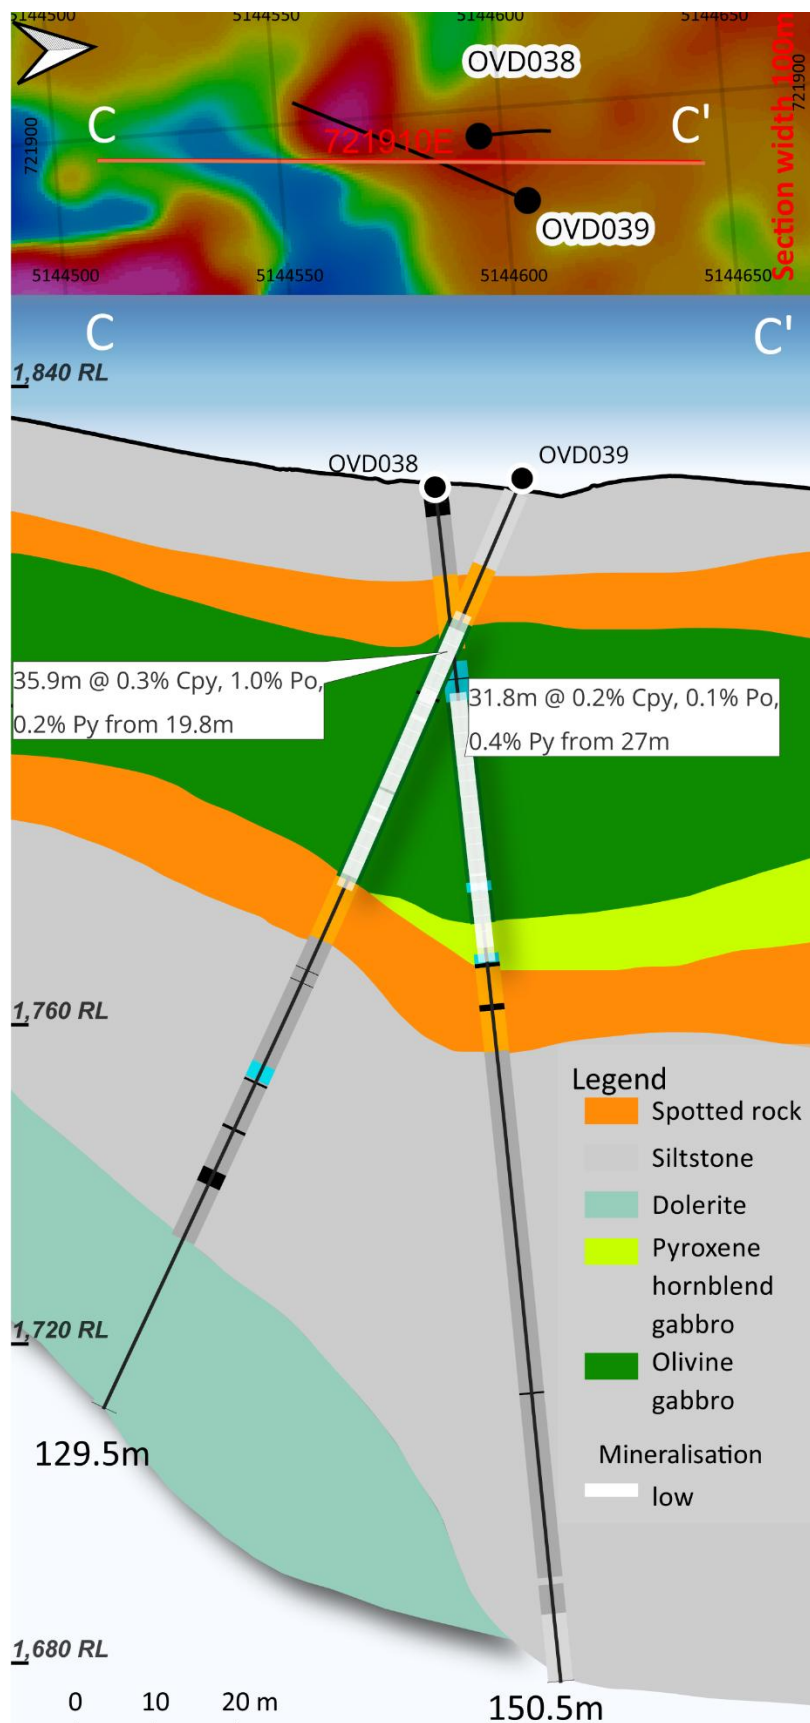 5144500
5144550
5144600
5144650
OVD038
721900
721900
C
721910E
C'
Section width 100m
OVD039
5144500
5144550
5144600
5144650
C
C'
1,840 RL
OVD038
OVD039
35.9m @ 0.3% Cpy, 1.0% Po,
0.2% Py from 19.8m
31.8m @ 0.2% Cpy, 0.1% Po,
0.4% Py from 27m
1,760 RL
Legend
Spotted rock
Siltstone
Dolerite
Pyroxene
hornblend
gabbro
Olivine
gabbro
Mineralisation
low
1,720 RL
129.5m
1,680 RL
0 10 20 m
150.5m